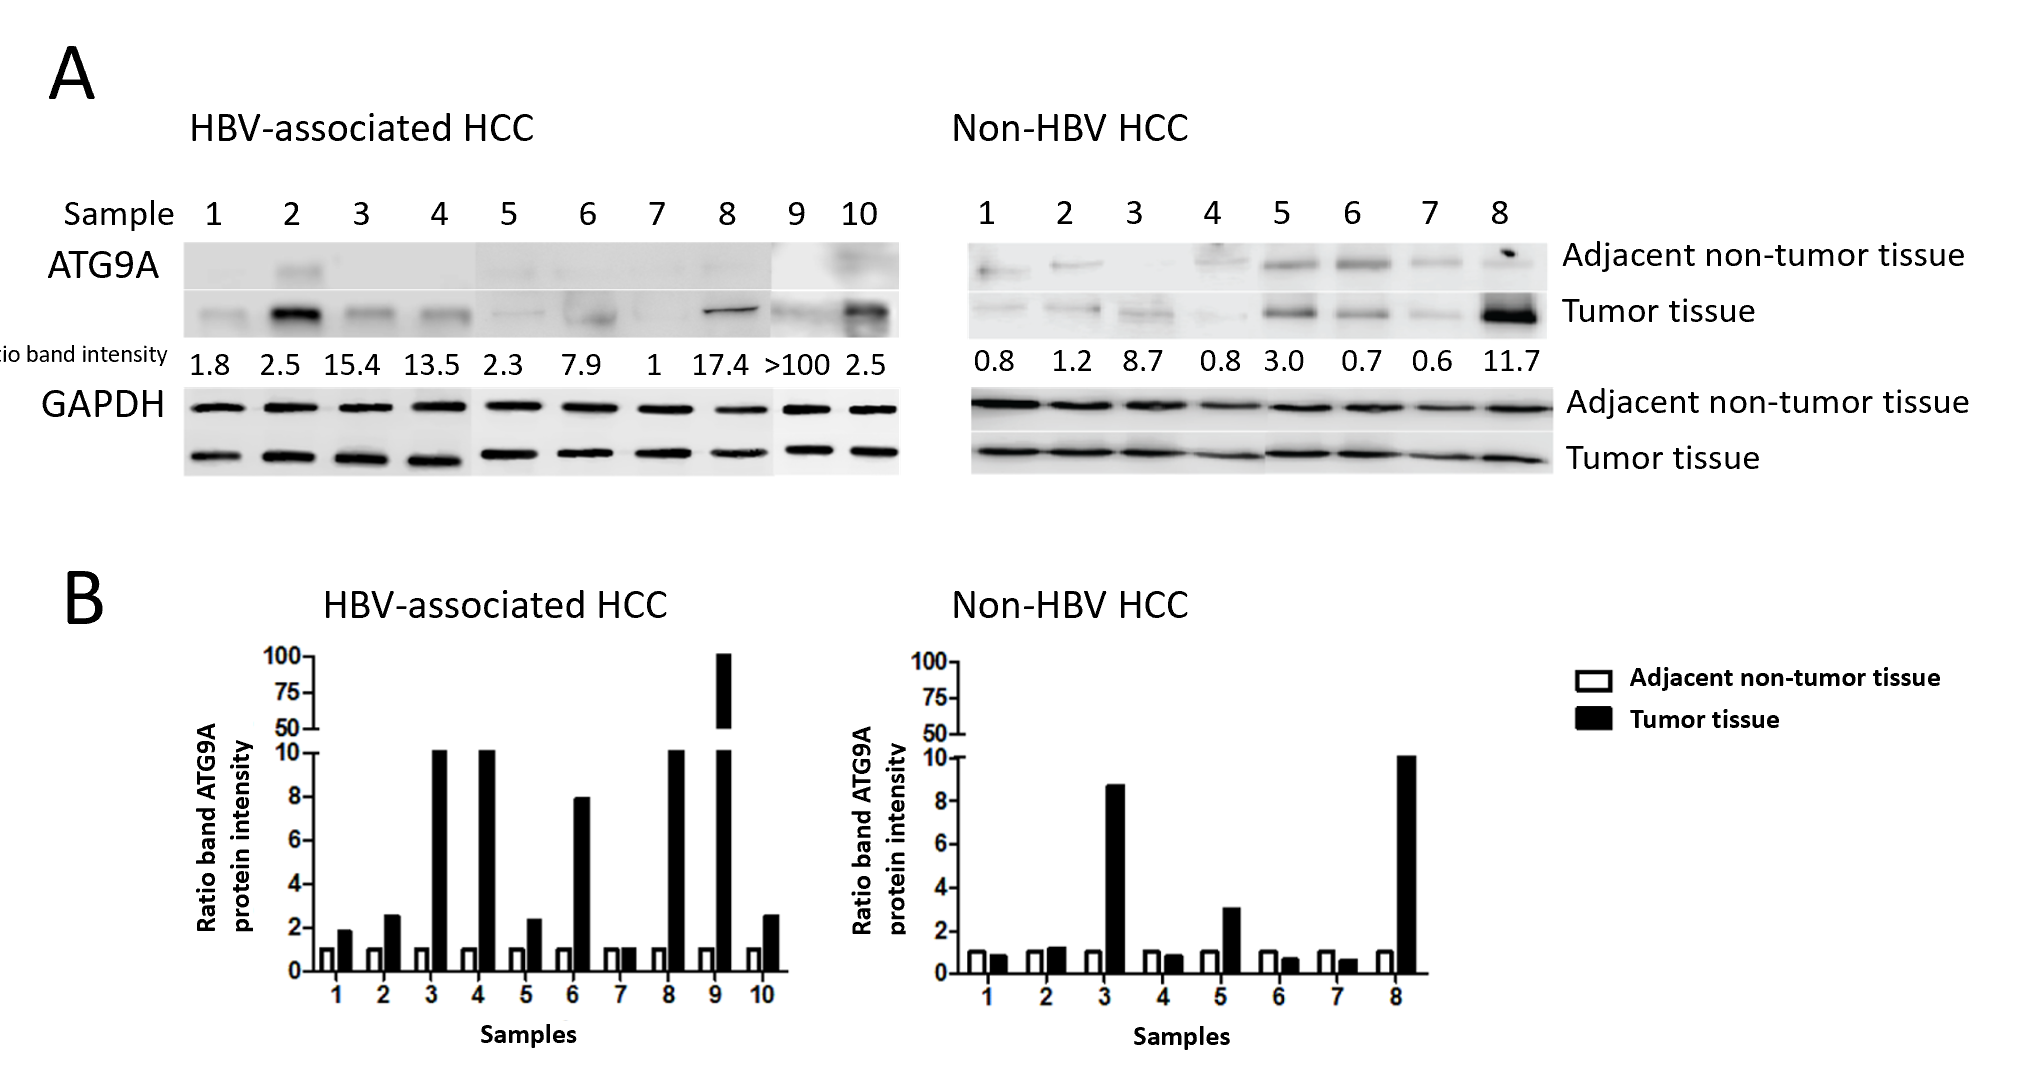 A
HBV-associated HCC
Non-HBV HCC
Sample 1 2 3 4 5 6 7 8 9 10
1 2 3 4 5 6 7 8
ATG9A
Adjacent non-tumor tissue
Tumor tissue
tio band intensity 1.8 2.5 15.4 13.5 2.3 7.9 1 17.4 >100 2.5
0.8 1.2 8.7 0.8 3.0 0.7 0.6 11.7
GAPDH
Adjacent non-tumor tissue
Tumor tissue
B
HBV-associated HCC
Ratio band ATG9A
protein intensity
100
75
50
10
8
6
4
2
0
1 2 3 4 5 6 7 8 9 10
Samples
Non-HBV HCC
Ratio band ATG9A
protein intensity
100
75
50
10
8
6
4
2
0
1 2 3 4 5 6 7 8
Samples
Adjacent non-tumor tissue
Tumor tissue